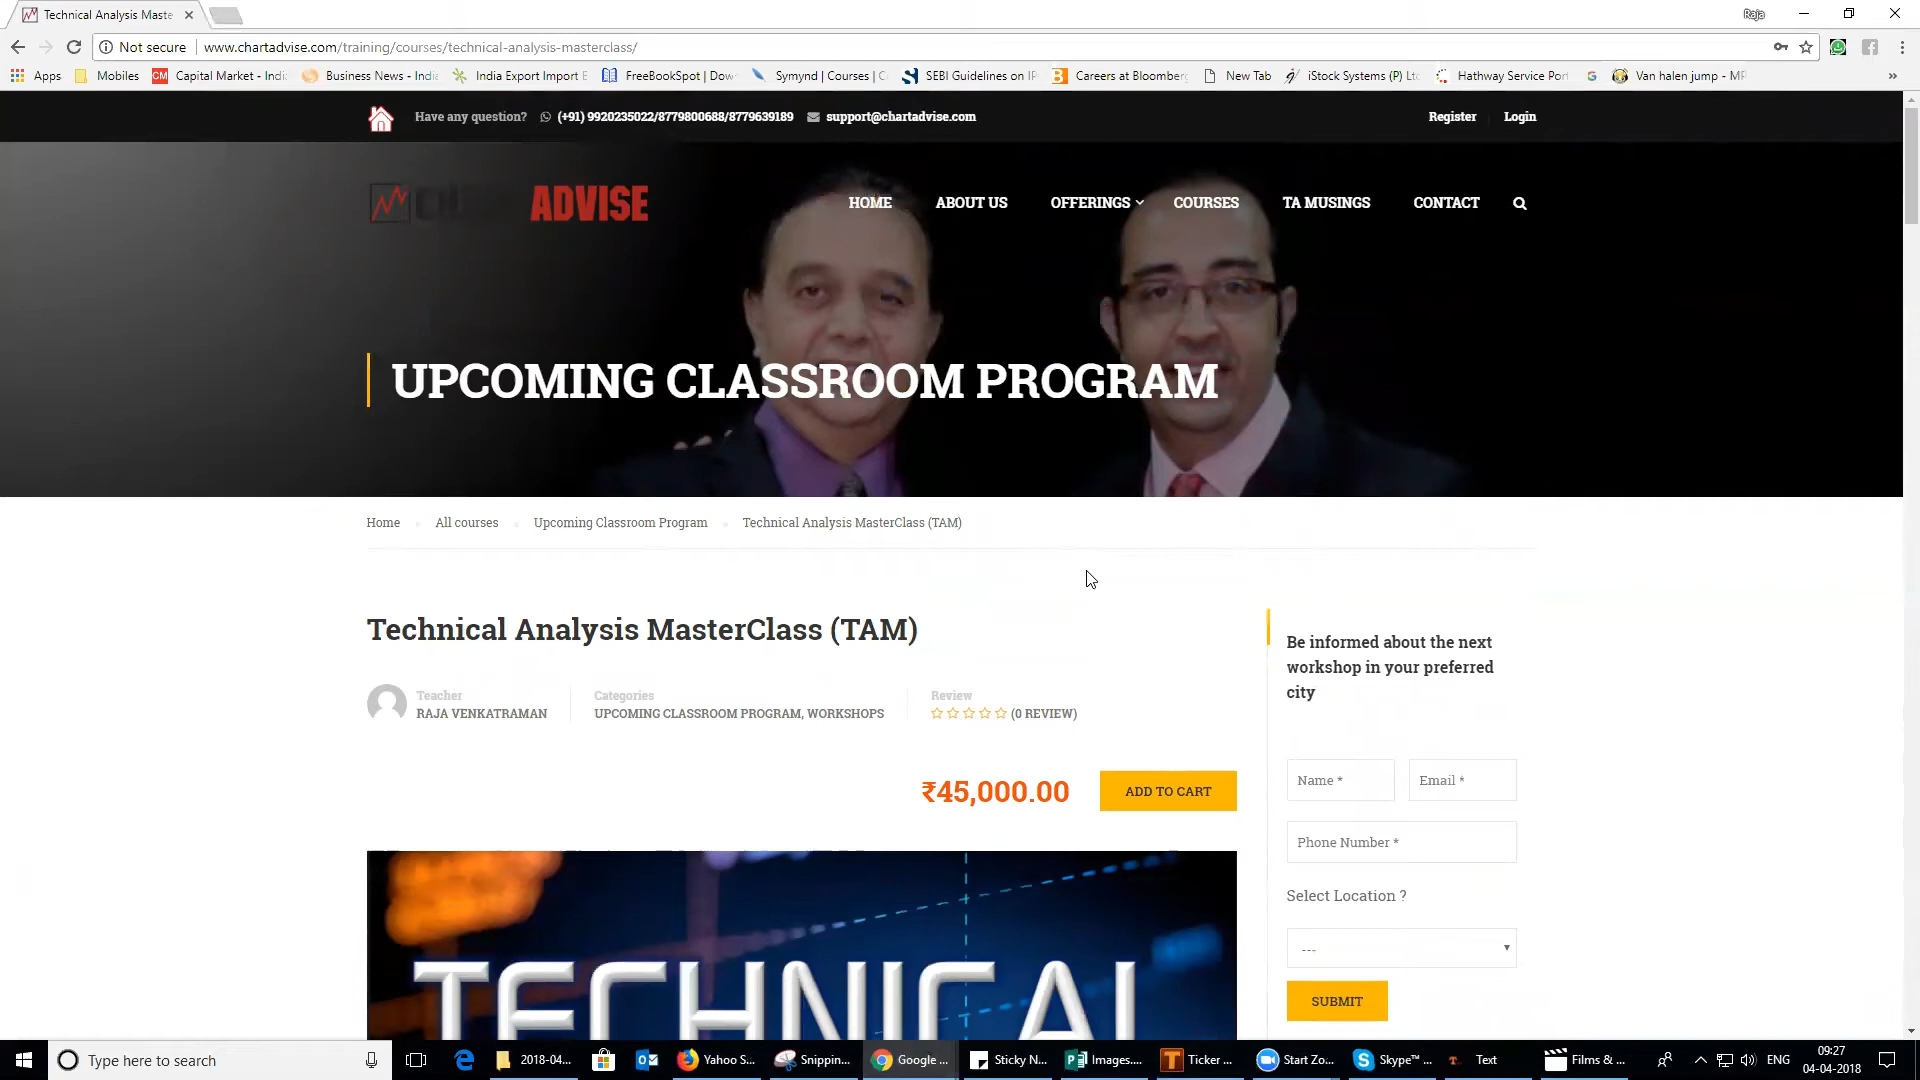 Technical Analysis Maste
Raja
Not secure www.chartadvise.com/training/courses/technical-analysis-masterclass/
Apps Mobiles Capital Market - Indi Business News - India India Export Import E FreeBookSpot | Dow Symynd | Courses | C SEBI Guidelines on IP Careers at Bloomberg New Tab iStock Systems (P) Ltd Hathway Service Port Van halen jump - MP »
Have any question? (+91) 9920235022/8779800688/8779639189 support@chartadvise.com Register Login
ADVISE HOME ABOUT US OFFERINGS COURSES TA MUSINGS CONTACT
UPCOMING CLASSROOM PROGRAM
Home All courses Upcoming Classroom Program Technical Analysis MasterClass (TAM)
Technical Analysis MasterClass (TAM)
Teacher
RAJA VENKATRAMAN
Categories
UPCOMING CLASSROOM PROGRAM, WORKSHOPS
Review
(0 REVIEW)
₹45,000.00 ADD TO CART
TECHNICAL
Be informed about the next
workshop in your preferred
city
Name * Email *
Phone Number *
Select Location ?
---
SUBMIT
Type here to search 2018-04... Yahoo S... Snippin... Google ... Sticky N... Images.... Ticker ... Start Zo... Skype™ ... Text Films & ... ENG
09:27
04-04-2018